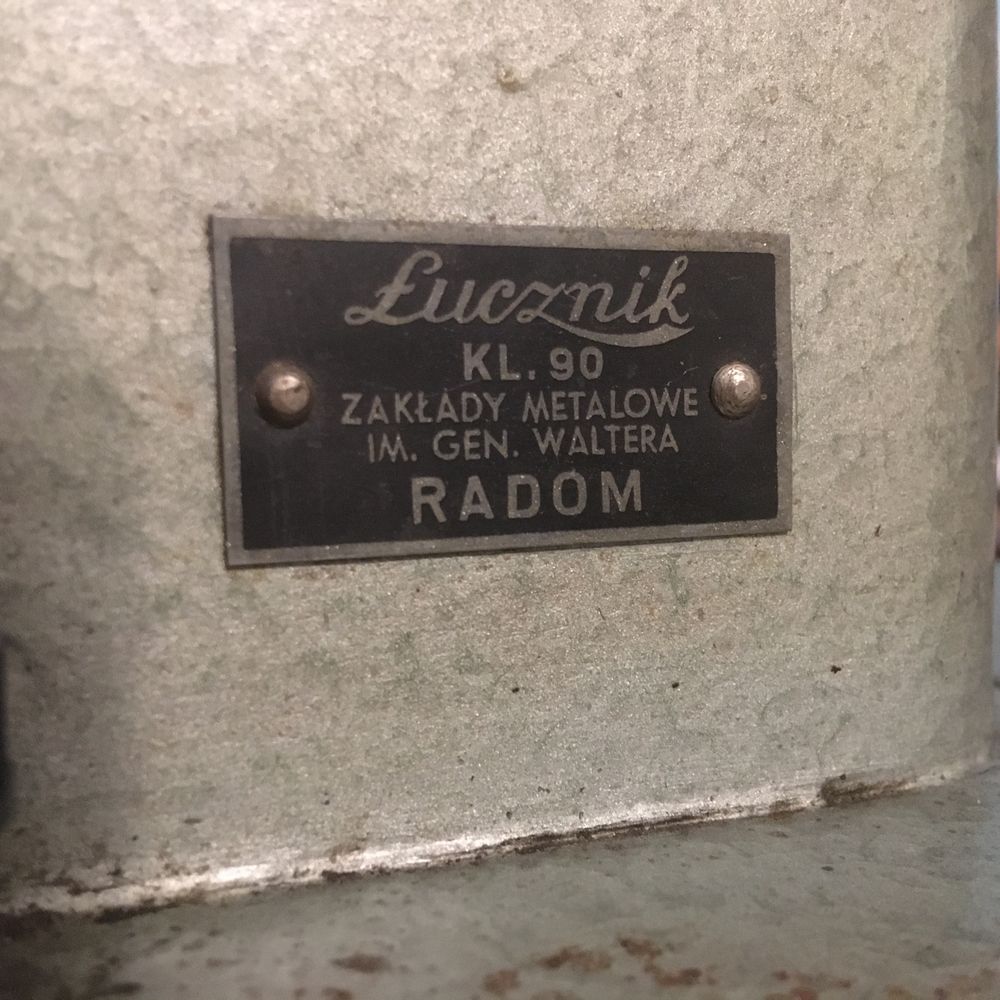 Łucznik
KL. 90
ZAKŁADY METALOWE
IM. GEN. WALTERA
RADOM